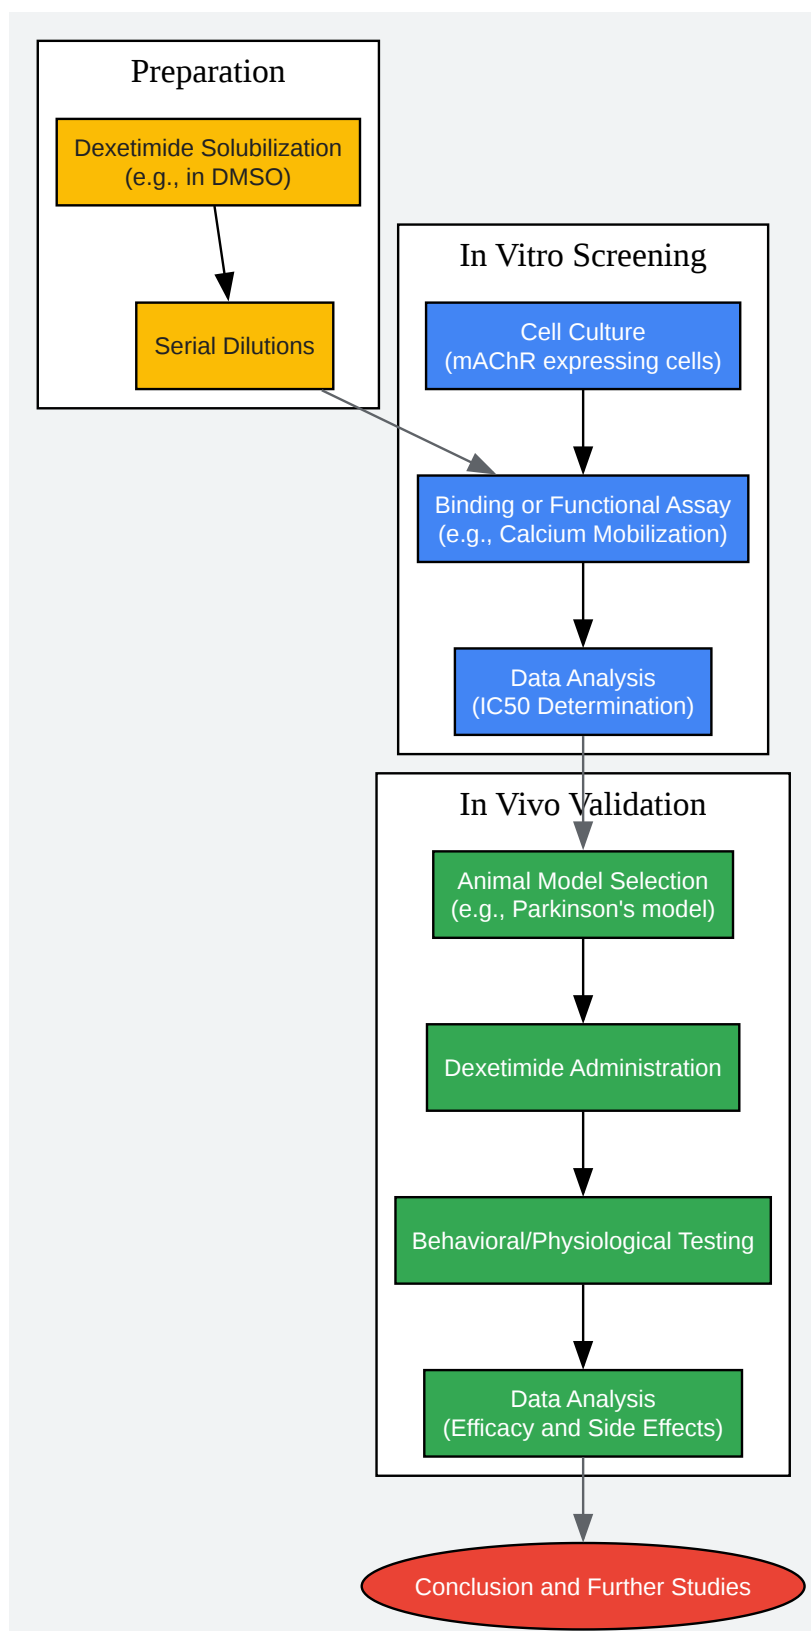 Preparation
Dexetimide Solubilization
(e.g., in DMSO)
Serial Dilutions
In Vitro Screening
Cell Culture
(mAChR expressing cells)
Binding or Functional Assay
(e.g., Calcium Mobilization)
Data Analysis
(IC50 Determination)
In Vivo Validation
Animal Model Selection
(e.g., Parkinson's model)
Dexetimide Administration
Behavioral/Physiological Testing
Data Analysis
(Efficacy and Side Effects)
Conclusion and Further Studies